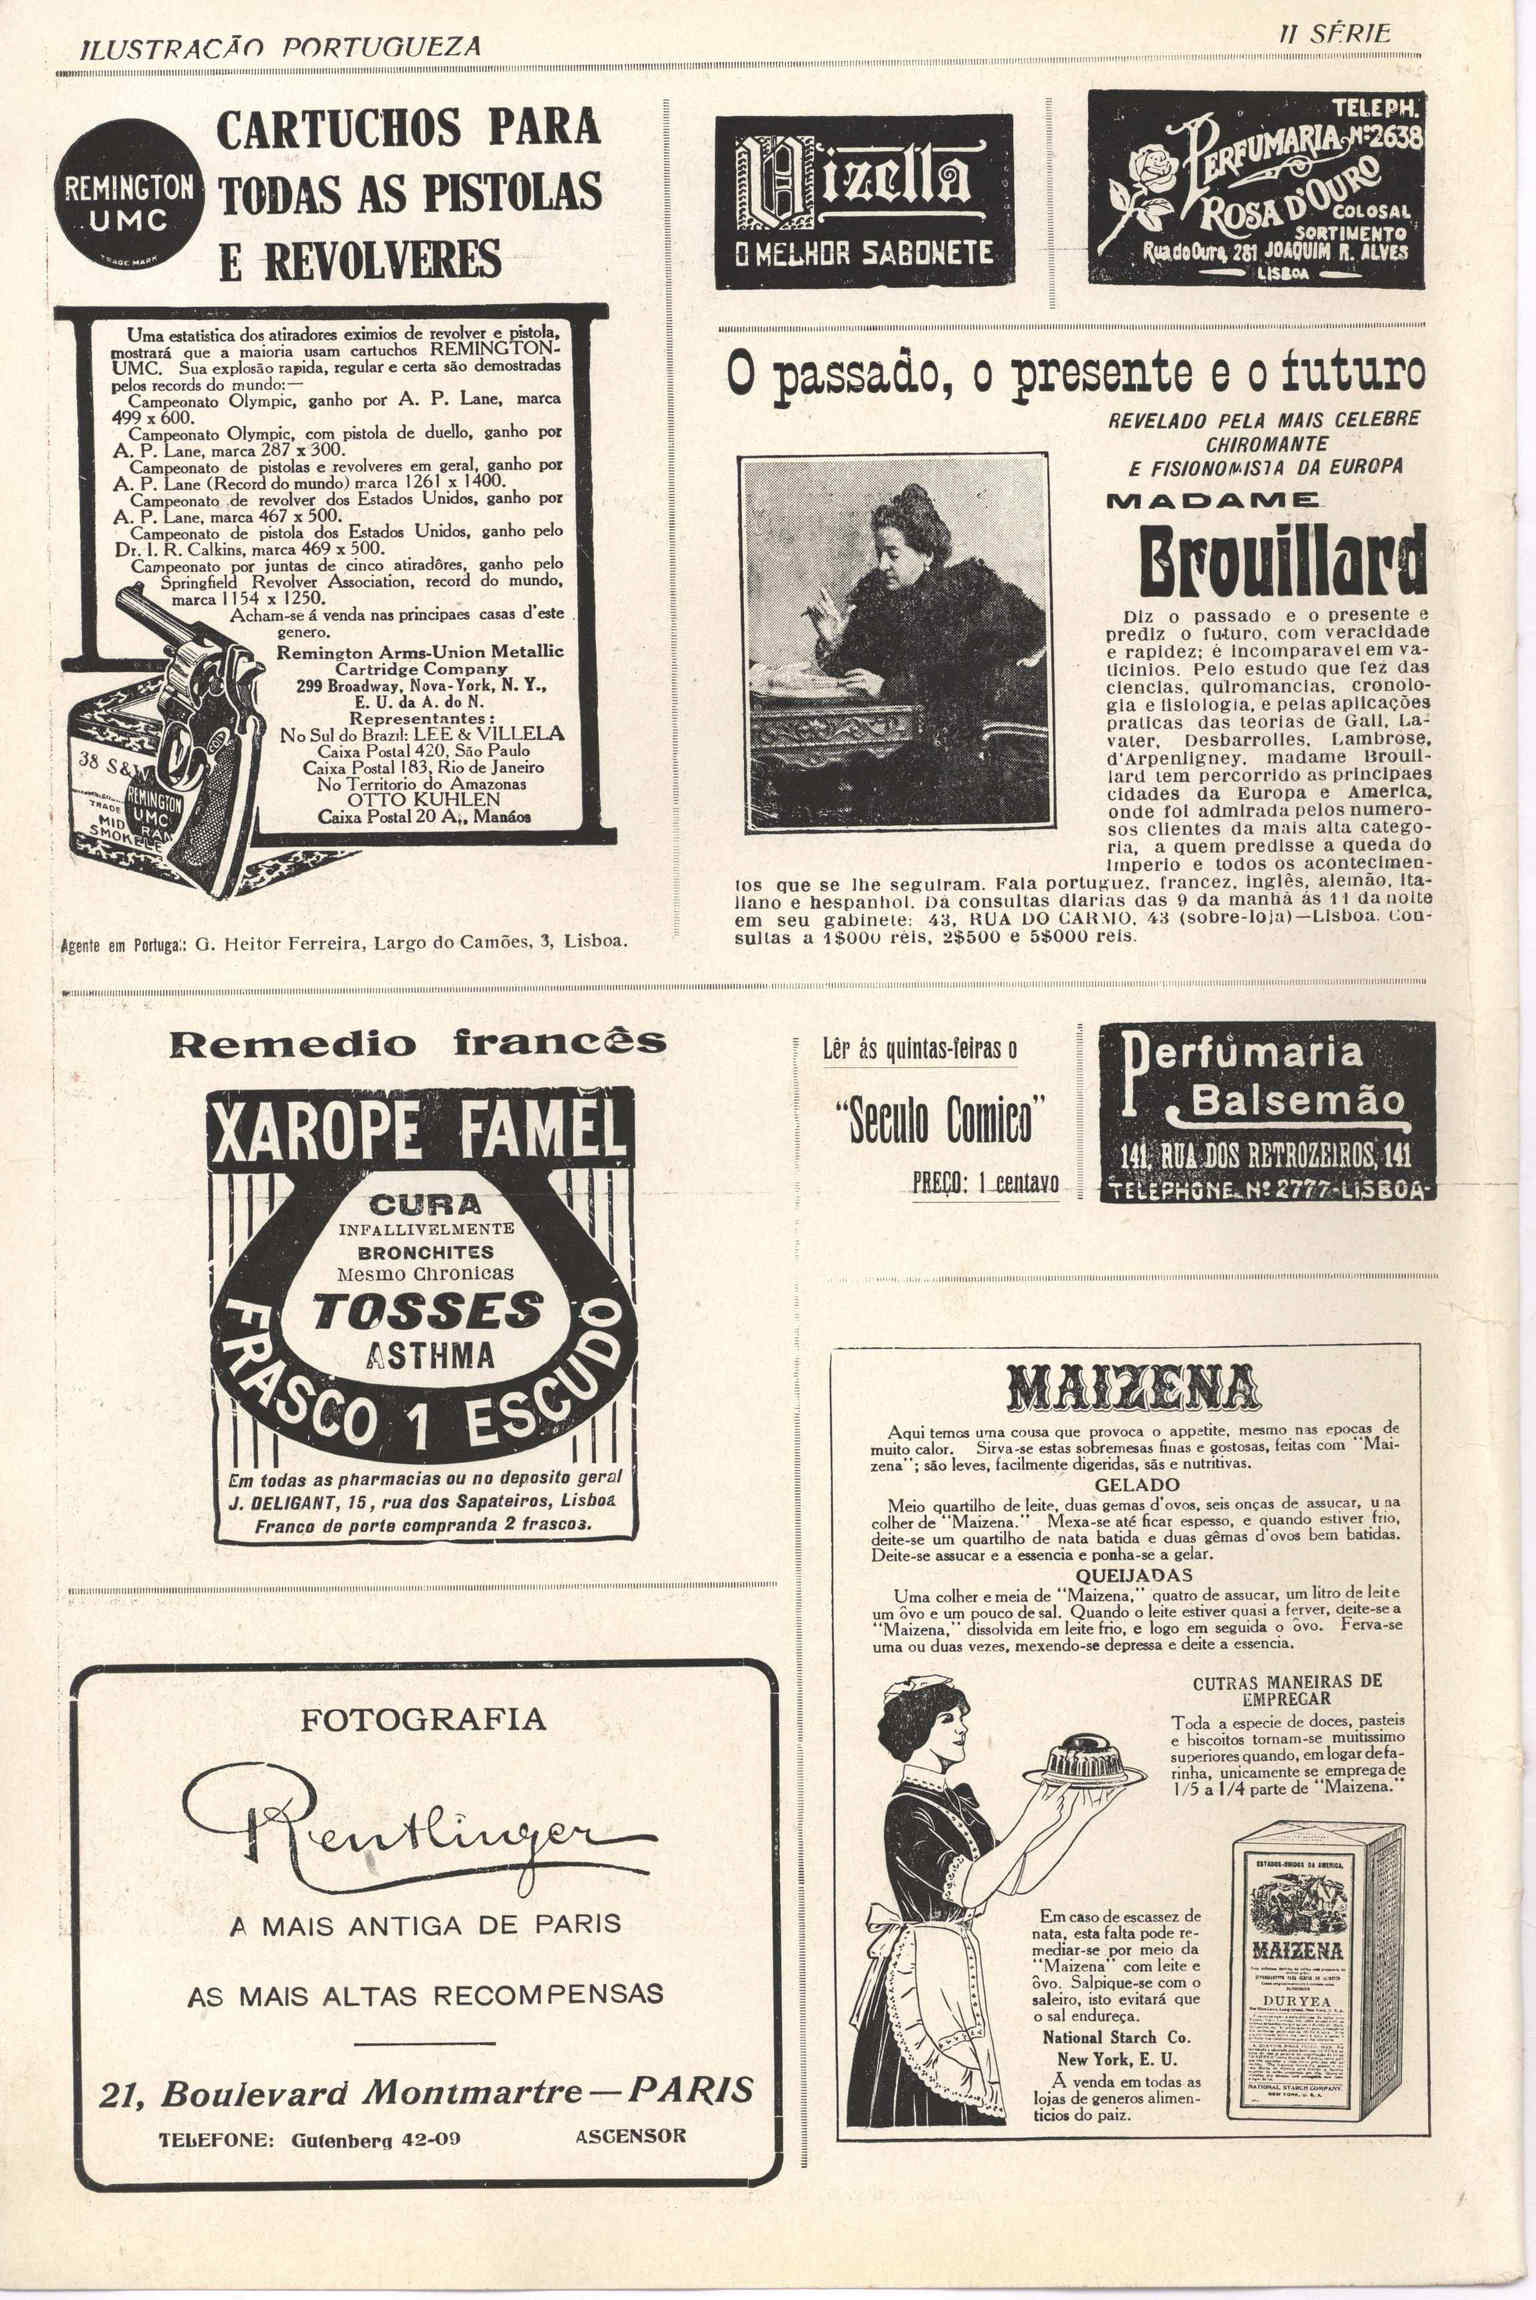 ILUSTRAÇÃO PORTUGUEZA
II SÉRIE
REMINGTON
UMC
TRADE MARK
CARTUCHOS PARA
TODAS AS PISTOLAS
E REVOLVERES
Uma estatistica dos atiradores eximios de revolver e pistola,
mostrará que a maioria usam cartuchos REMINGTON-
UMC. Sua explosão rapida, regular e certa são demostradas
pelos records do mundo:—
Campeonato Olympic, ganho por A. P. Lane, marca
499 x 600.
Campeonato Olympic, com pistola de duello, ganho por
A. P. Lane, marca 287 x 300.
Campeonato de pistolas e revolveres em geral, ganho por
A. P. Lane (Record do mundo) marca 1261 x 1400.
Campeonato de revolver dos Estados Unidos, ganho por
A. P. Lane, marca 467 x 500.
Campeonato de pistola dos Estados Unidos, ganho pelo
Dr. I. R. Calkins, marca 469 x 500.
Campeonato por juntas de cinco atiradôres, ganho pelo
Springfield Revolver Association, record do mundo,
marca 1154 x 1250.
Acham-se á venda nas principaes casas d'este
genero.
Remington Arms-Union Metallic
Cartridge Company
299 Broadway, Nova-York, N. Y.,
E. U. da A. do N.
Representantes:
No Sul do Brazil: LEE & VILLELA
Caixa Postal 420, São Paulo
Caixa Postal 183, Rio de Janeiro
No Territorio do Amazonas
OTTO KUHLEN
Caixa Postal 20 A., Manáos
38 S&W
TRADE
REMINGTON
UMC
MID RAN
SMOKELE
Agente em Portugal: G. Heitor Ferreira, Largo do Camões, 3, Lisboa.
Vizella
O MELHOR SABONETE
TELEPH.
Nº 2638
PERFUMARIA
ROSA D'OURO
COLOSAL
SORTIMENTO
Rua do Ouro, 281 JOAQUIM R. ALVES
LISBOA
O passado, o presente e o futuro
REVELADO PELA MAIS CELEBRE
CHIROMANTE
E FISIONOMISTA DA EUROPA
MADAME
Brouillard
Diz o passado e o presente e
prediz o futuro, com veracidade
e rapidez: é incomparavel em va-
ticinios. Pelo estudo que fez das
ciencias, quiromancias, cronolo-
gia e fisiologia, e pelas aplicações
praticas das teorias de Gall, La-
vater, Desbarrolles, Lambrose,
d'Arpenligney, madame Brouil-
lard tem percorrido as principaes
cidades da Europa e America,
onde foi admirada pelos numero-
sos clientes da mais alta catego-
ria, a quem predisse a queda do
imperio e todos os acontecimen-
tos que se lhe seguiram. Fala portuguez, francez, inglês, alemão, ita-
liano e hespanhol. Dá consultas diarias das 9 da manhã ás 11 da noite
em seu gabinete: 43, RUA DO CARMO, 43 (sobre-loja)—Lisboa. Con-
sultas a 1$000 réis, 2$500 e 5$000 reis.
Remedio francês
XAROPE FAMEL
CURA
INFALLIVELMENTE
BRONCHITES
Mesmo Chronicas
TOSSES
ASTHMA
FRASCO 1 ESCUDO
Em todas as pharmacias ou no deposito geral
J. DELIGANT, 15, rua dos Sapateiros, Lisboa
Franco de porte comprando 2 frascos.
Lêr ás quintas-feiras o
"Seculo Comico"
PREÇO: 1 centavo
Perfumaria
Balsemão
141, RUA DOS RETROZEIROS, 141
TELEPHONE Nº 2777-LISBOA-
MAIZENA
Aqui temos uma cousa que provoca o appetite, mesmo nas epocas de
muito calor. Sirva-se estas sobremesas finas e gostosas, feitas com "Mai-
zena"; são leves, facilmente digeridas, sãs e nutritivas.
GELADO
Meio quartilho de leite, duas gemas d'ovos, seis onças de assucar, uma
colher de "Maizena." Mexa-se até ficar espesso, e quando estiver frio,
deite-se um quartilho de nata batida e duas gêmas d'ovos bem batidas.
Deite-se assucar e a essencia e ponha-se a gelar.
QUEIJADAS
Uma colher e meia de "Maizena," quatro de assucar, um litro de leite
um ôvo e um pouco de sal. Quando o leite estiver quasi a ferver, deite-se a
"Maizena," dissolvida em leite frio, e logo em seguida o ôvo. Ferva-se
uma ou duas vezes, mexendo-se depressa e deite a essencia.
OUTRAS MANEIRAS DE
EMPREGAR
Toda a especie de doces, pasteis
e biscoitos tornam-se muitissimo
superiores quando, em logar de fa-
rinha, unicamente se emprega de
1/5 a 1/4 parte de "Maizena."
Em caso de escassez de
nata, esta falta pode re-
mediar-se por meio da
"Maizena" com leite e
ôvo. Salpique-se com o
saleiro, isto evitará que
o sal endureça.
National Starch Co.
New York, E. U.
Á venda em todas as
lojas de generos alimen-
ticios do paiz.
ESTADOS-UNIDOS DA AMERICA.
MAIZENA
DURYEA
NATIONAL STARCH COMPANY.
NEW YORK, U. S. A.
FOTOGRAFIA
Reutlinger
A MAIS ANTIGA DE PARIS
AS MAIS ALTAS RECOMPENSAS
21, Boulevard Montmartre—PARIS
TELEFONE: Gutenberg 42-09
ASCENSOR